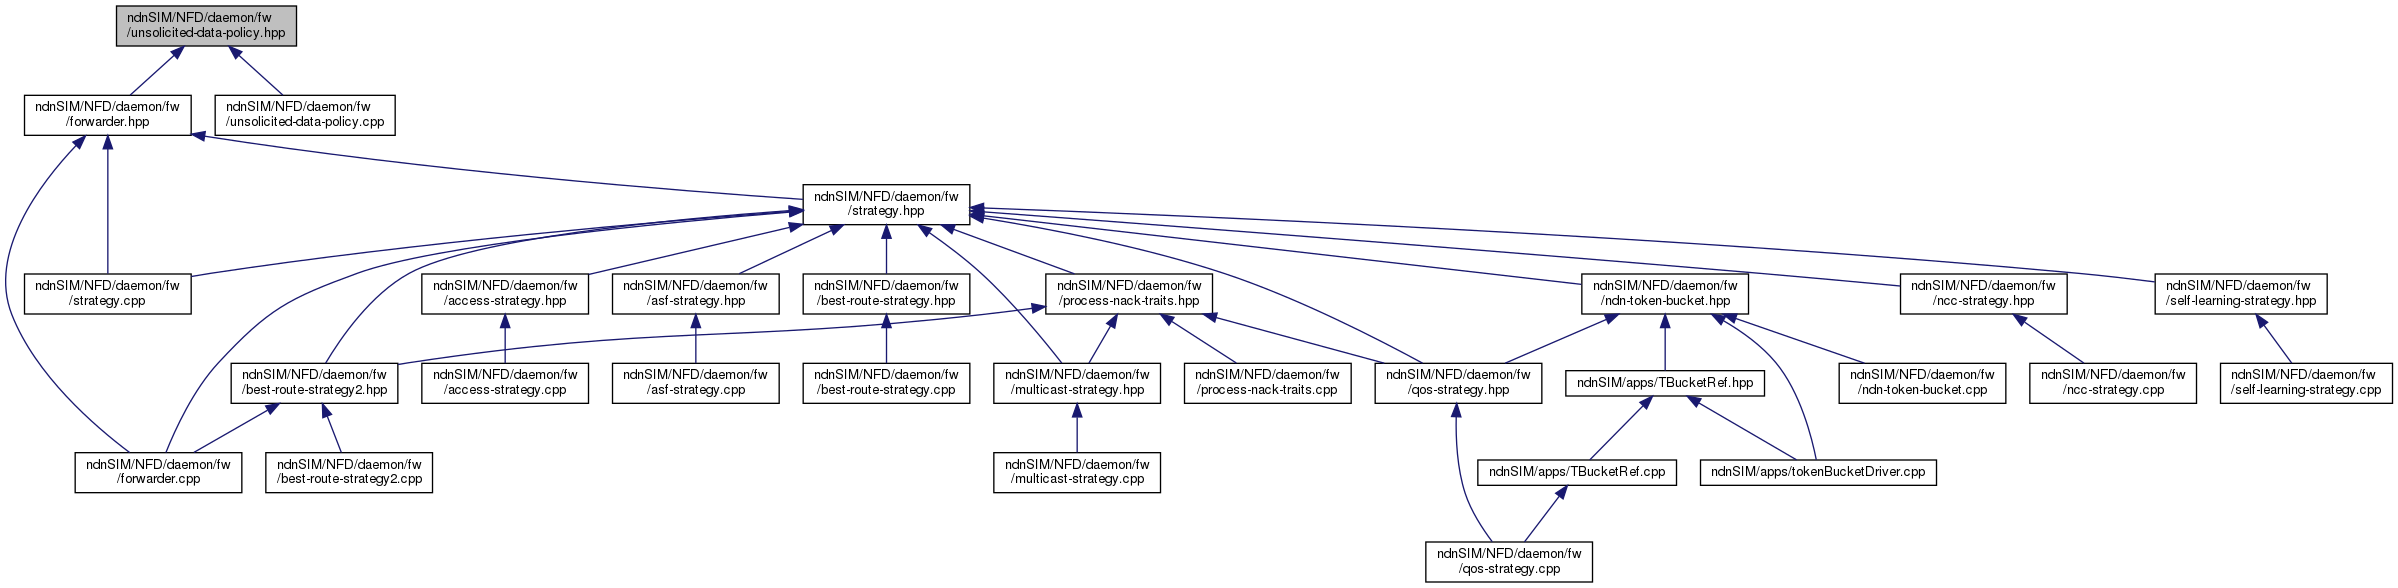 ndnSIM/NFD/daemon/fw
/unsolicited-data-policy.hpp
ndnSIM/NFD/daemon/fw
/forwarder.hpp
ndnSIM/NFD/daemon/fw
/unsolicited-data-policy.cpp
ndnSIM/NFD/daemon/fw
/strategy.hpp
ndnSIM/NFD/daemon/fw
/strategy.cpp
ndnSIM/NFD/daemon/fw
/access-strategy.hpp
ndnSIM/NFD/daemon/fw
/asf-strategy.hpp
ndnSIM/NFD/daemon/fw
/best-route-strategy.hpp
ndnSIM/NFD/daemon/fw
/process-nack-traits.hpp
ndnSIM/NFD/daemon/fw
/ndn-token-bucket.hpp
ndnSIM/NFD/daemon/fw
/ncc-strategy.hpp
ndnSIM/NFD/daemon/fw
/self-learning-strategy.hpp
ndnSIM/NFD/daemon/fw
/best-route-strategy2.hpp
ndnSIM/NFD/daemon/fw
/access-strategy.cpp
ndnSIM/NFD/daemon/fw
/asf-strategy.cpp
ndnSIM/NFD/daemon/fw
/best-route-strategy.cpp
ndnSIM/NFD/daemon/fw
/multicast-strategy.hpp
ndnSIM/NFD/daemon/fw
/process-nack-traits.cpp
ndnSIM/NFD/daemon/fw
/qos-strategy.hpp
ndnSIM/apps/TBucketRef.hpp
ndnSIM/NFD/daemon/fw
/ndn-token-bucket.cpp
ndnSIM/NFD/daemon/fw
/ncc-strategy.cpp
ndnSIM/NFD/daemon/fw
/self-learning-strategy.cpp
ndnSIM/NFD/daemon/fw
/forwarder.cpp
ndnSIM/NFD/daemon/fw
/best-route-strategy2.cpp
ndnSIM/NFD/daemon/fw
/multicast-strategy.cpp
ndnSIM/apps/TBucketRef.cpp
ndnSIM/apps/tokenBucketDriver.cpp
ndnSIM/NFD/daemon/fw
/qos-strategy.cpp